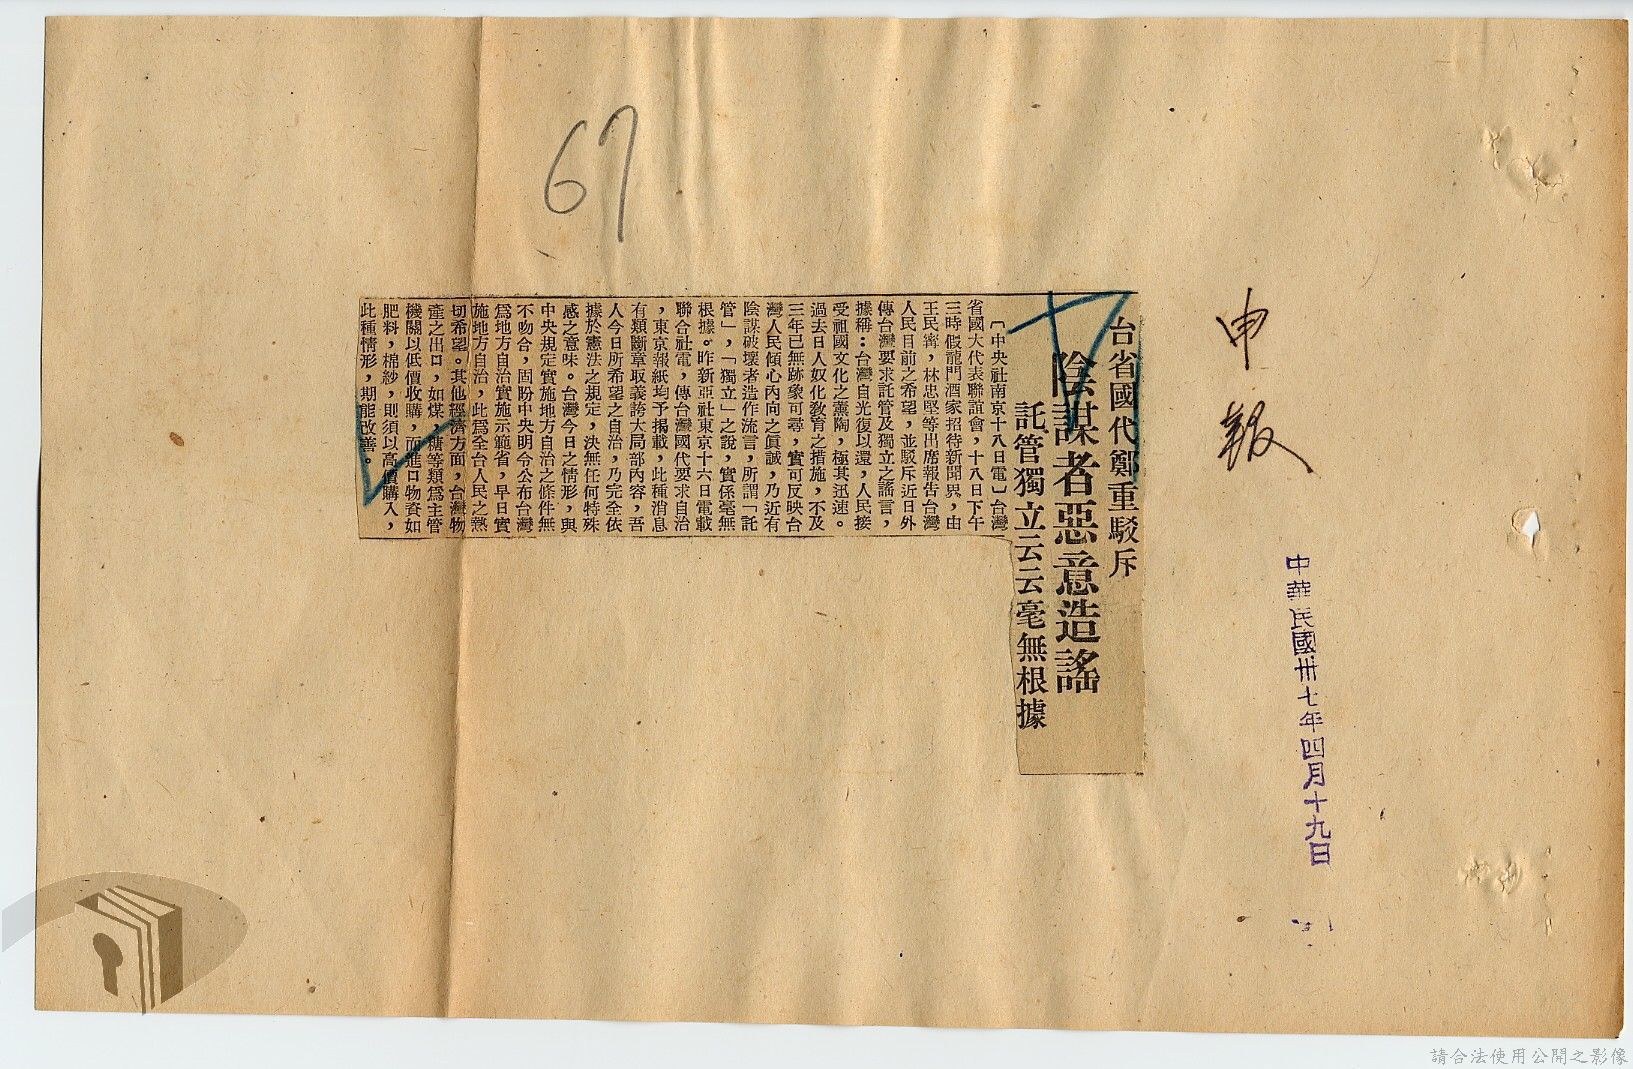 67
申報
中華民國卅七年四月十九日
台省國代鄭重駁斥
陰謀者惡意造謠
託管獨立云云毫無根據
〔中央社南京十八日電〕台灣
省國大代表聯誼會，十八日下午
三時假龍門酒家招待新聞界，由
王民寗，林忠堅等出席報告台灣
人民目前之希望，並駁斥近日外
傳台灣要求託管及獨立之謠言，
據稱：台灣自光復以還，人民接
受祖國文化之薰陶，極其迅速。
過去日人奴化敎育之措施，不及
三年已無跡象可尋，實可反映台
灣人民傾心內向之眞誠，乃近有
陰謀破壞者造作流言，所謂「託
管」，「獨立」之說，實係毫無
根據。昨新亞社東京十六日電載
聯合社電，傳台灣國代要求自治
，東京報紙均予揭載，此種消息
有類斷章取義誇大局部內容，吾
人今日所希望之自治，乃完全依
據於憲法之規定，決無任何特殊
感之意味。台灣今日之情形，與
中央規定實施地方自治之條件無
不吻合，固盼中央明令公布台灣
爲地方自治實施示範省，早日實
施地方自治，此爲全台人民之熱
切希望。其他經濟方面，台灣物
產之出口，如煤，糖等類爲主管
機關以低價收購，而進口物資如
肥料，棉紗，則須以高價購入，
此種情形，期能改善。
請合法使用公開之影像